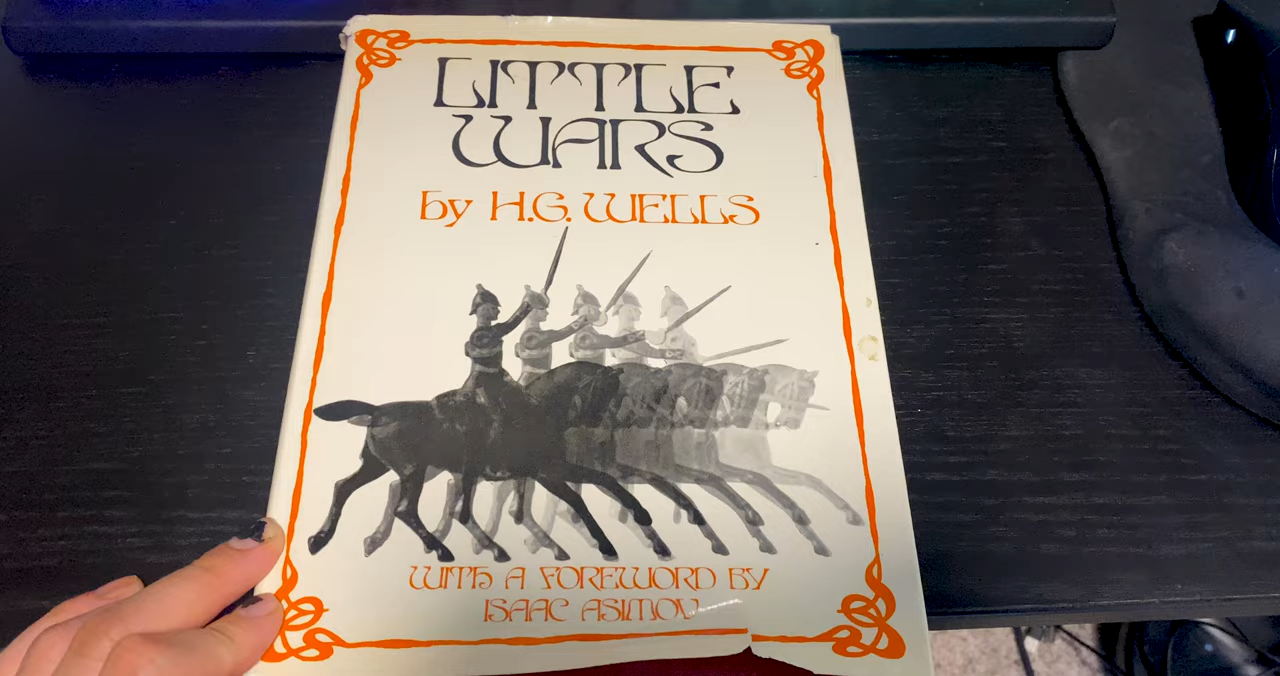 LITTLE
WARS
by H.G. WELLS
WITH A FOREWORD BY
ISAAC ASIMOV